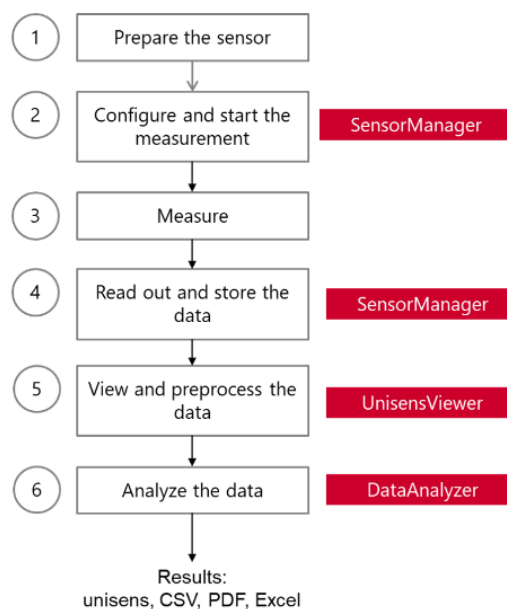 1
Prepare the sensor
2
Configure and start the
measurement
SensorManager
3
Measure
4
Read out and store the
data
SensorManager
5
View and preprocess the
data
UnisensViewer
6
Analyze the data
DataAnalyzer
Results:
unisens, CSV, PDF, Excel